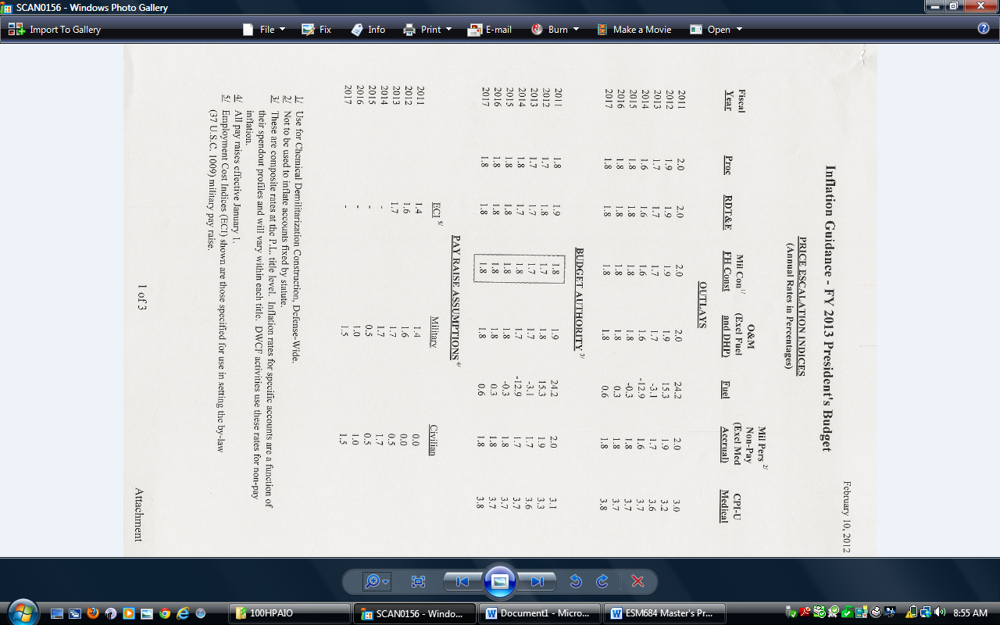 SCAN0156 - Windows Photo Gallery
Import To Gallery File Fix Info Print E-mail Burn Make a Movie Open
February 10, 2012
Inflation Guidance - FY 2013 President's Budget
PRICE ESCALATION INDICES
(Annual Rates in Percentages)
Mil Pers 2/
O&M Non-Pay
Fiscal Mil Con 1/ (Excl Fuel (Excl Med CPI-U
Year Proc RDT&E FH Const and DHP) Fuel Accrual) Medical
OUTLAYS
2011 2.0 2.0 2.0 2.0 24.2 2.0 3.0
2012 1.9 1.9 1.9 1.9 15.3 1.9 3.2
2013 1.7 1.7 1.7 1.7 -3.1 1.7 3.6
2014 1.6 1.6 1.6 1.6 -12.9 1.6 3.7
2015 1.8 1.8 1.8 1.8 -0.3 1.8 3.7
2016 1.8 1.8 1.8 1.8 0.3 1.8 3.7
2017 1.8 1.8 1.8 1.8 0.6 1.8 3.8
BUDGET AUTHORITY 3/
2011 1.8 1.9 1.8 1.9 24.2 2.0 3.1
2012 1.7 1.8 1.7 1.8 15.3 1.9 3.3
2013 1.7 1.7 1.7 1.7 -3.1 1.7 3.6
2014 1.8 1.7 1.8 1.7 -12.9 1.7 3.7
2015 1.8 1.8 1.8 1.8 -0.3 1.8 3.7
2016 1.8 1.8 1.8 1.8 0.3 1.8 3.7
2017 1.8 1.8 1.8 1.8 0.6 1.8 3.8
PAY RAISE ASSUMPTIONS 4/
ECI 5/ Military Civilian
2011 1.4 1.4 0.0
2012 1.6 1.6 0.0
2013 1.7 1.7 0.5
2014 - 1.7 1.7
2015 - 0.5 0.5
2016 - 1.0 1.0
2017 - 1.5 1.5
1/ Use for Chemical Demilitarization Construction, Defense-Wide.
2/ Not to be used to inflate accounts fixed by statute.
3/ These are composite rates at the P.L. title level. Inflation rates for specific accounts are a function of
their spendout profiles and will vary within each title. DWCF activities use these rates for non-pay
inflation.
4/ All pay raises effective January 1.
5/ Employment Cost Indices (ECI) shown are those specified for use in setting the by-law
(37 U.S.C. 1009) military pay raise.
1 of 3
Attachment
100HPAIO SCAN0156 - Windo... Document1 - Micro... ESM684 Master's Pr... 8:55 AM